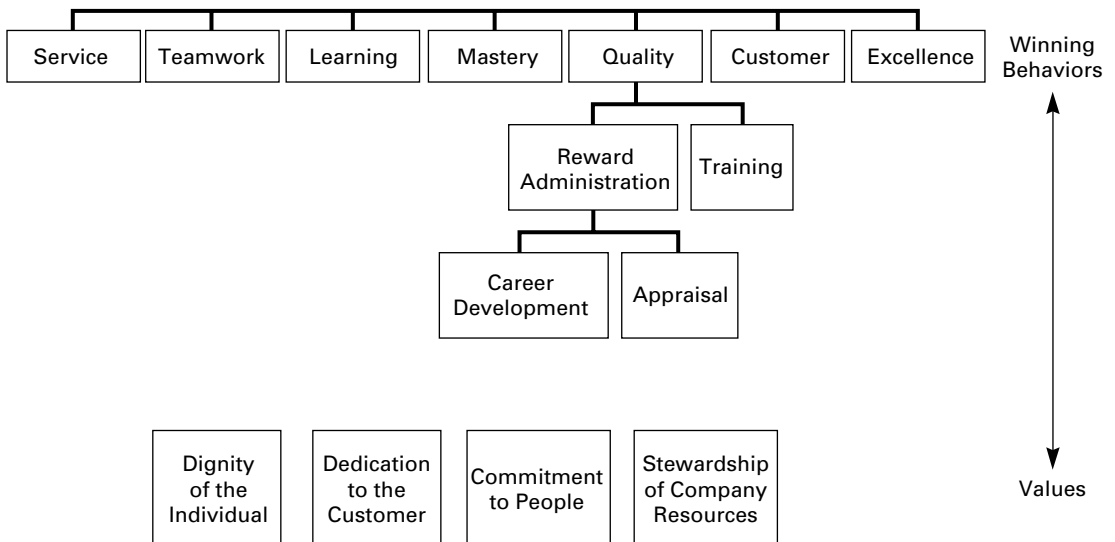 Service
Teamwork
Learning
Mastery
Quality
Customer
Excellence
Winning
Behaviors
Reward
Administration
Training
Career
Development
Appraisal
Dignity
of the
Individual
Dedication
to the
Customer
Commitment
to People
Stewardship
of Company
Resources
Values